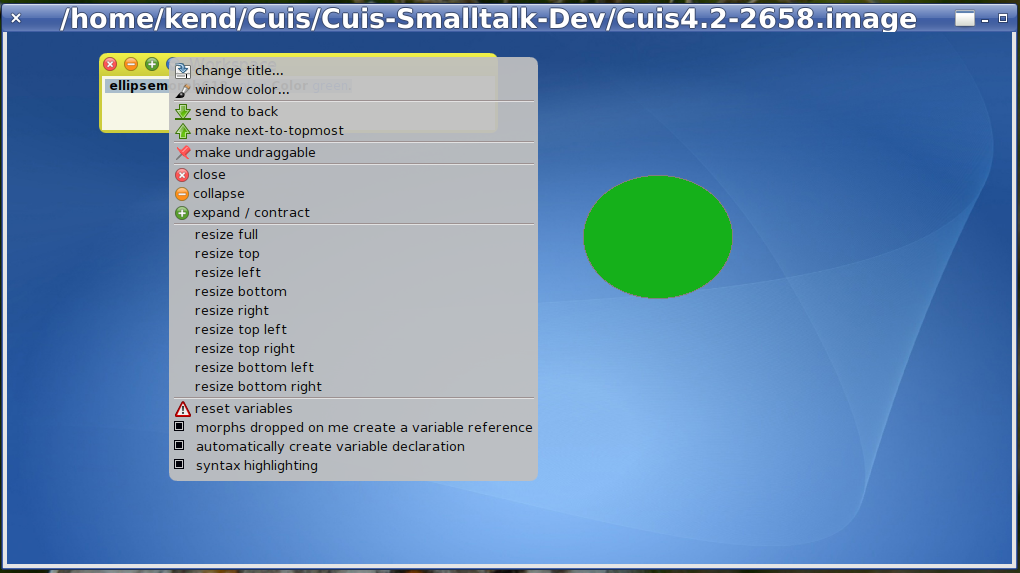 /home/kend/Cuis/Cuis-Smalltalk-Dev/Cuis4.2-2658.image
change title...
window color...
send to back
make next-to-topmost
make undraggable
close
collapse
expand / contract
resize full
resize top
resize left
resize bottom
resize right
resize top left
resize top right
resize bottom left
resize bottom right
reset variables
morphs dropped on me create a variable reference
automatically create variable declaration
syntax highlighting